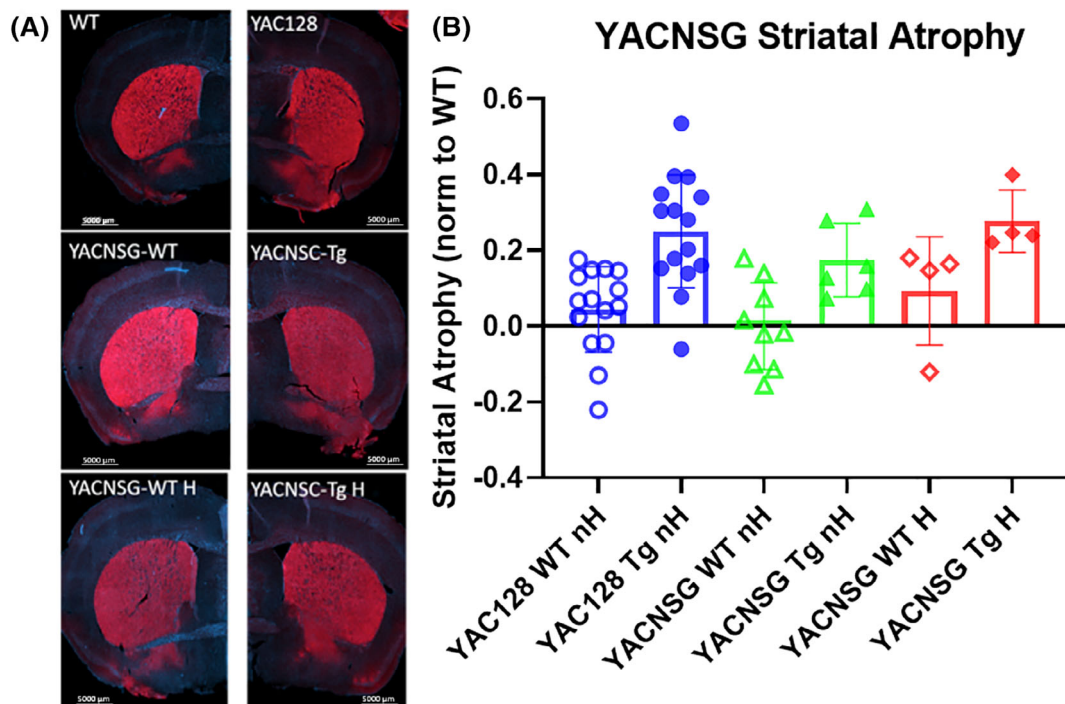 (A)
WT
5000 µm
YAC128
5000 µm
YACNSG-WT
5000 µm
YACNSC-Tg
5000 µm
YACNSG-WT H
5000 µm
YACNSC-Tg H
5000 µm
(B)
YACNSG Striatal Atrophy
Striatal Atrophy (norm to WT)
0.6
0.4
0.2
0.0
-0.2
-0.4
YAC128 WT nH
YAC128 Tg nH
YACNSG WT nH
YACNSG Tg nH
YACNSG WT H
YACNSG Tg H